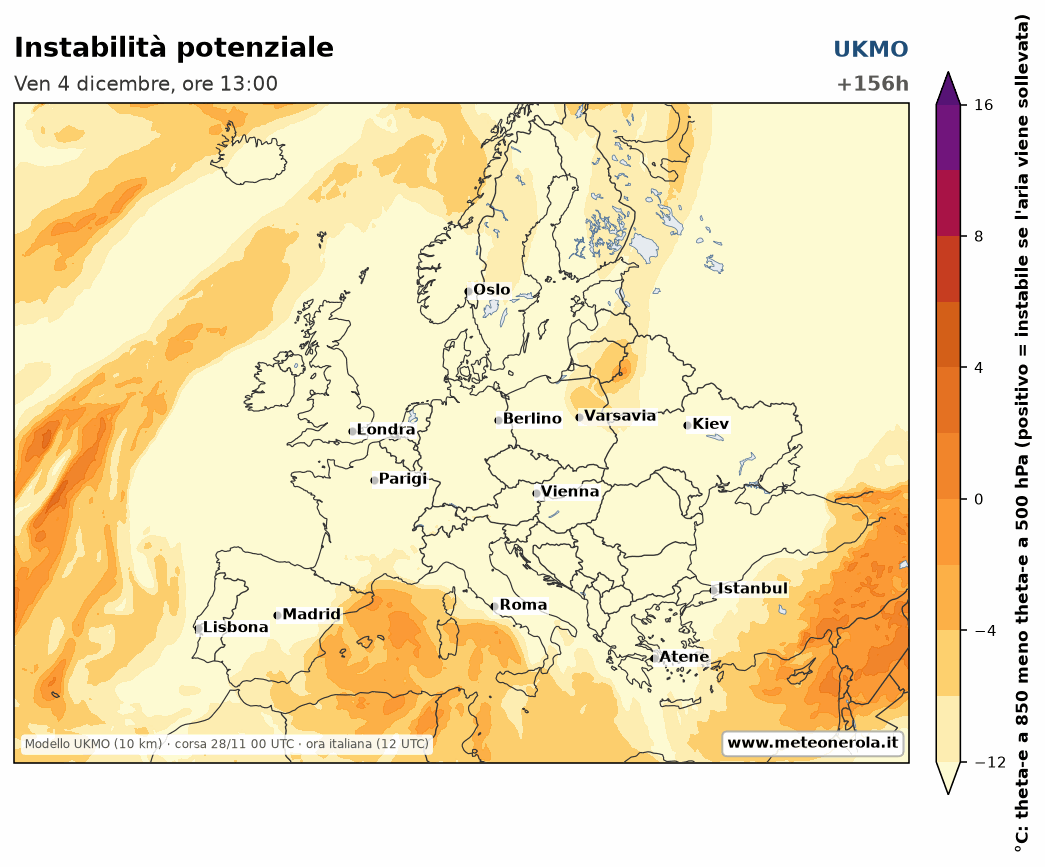 Instabilità potenziale
UKMO
Ven 4 dicembre, ore 13:00
+156h
Oslo
Berlino
Varsavia
Kiev
Londra
Parigi
Vienna
Istanbul
Roma
Madrid
Lisbona
Atene
Modello UKMO (10 km) · corsa 28/11 00 UTC · ora italiana (12 UTC)
www.meteonerola.it
16
8
4
0
−4
−12
°C: theta-e a 850 meno theta-e a 500 hPa (positivo = instabile se l'aria viene sollevata)